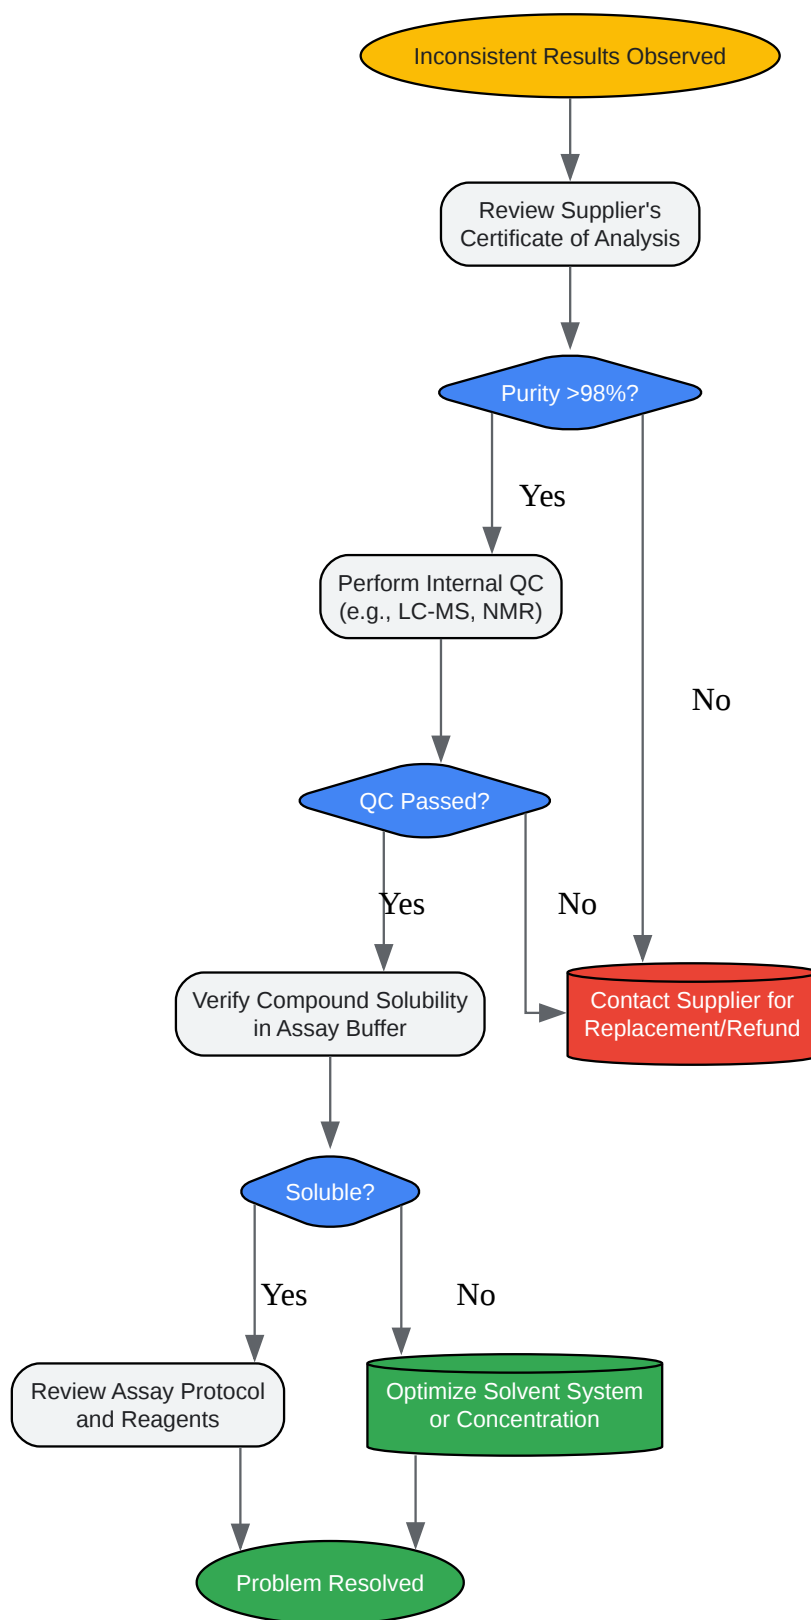 Inconsistent Results Observed
Review Supplier's
Certificate of Analysis
Purity >98%?
Yes
Perform Internal QC
(e.g., LC-MS, NMR)
No
QC Passed?
Yes
No
Verify Compound Solubility
in Assay Buffer
Contact Supplier for
Replacement/Refund
Soluble?
Yes
No
Review Assay Protocol
and Reagents
Optimize Solvent System
or Concentration
Problem Resolved